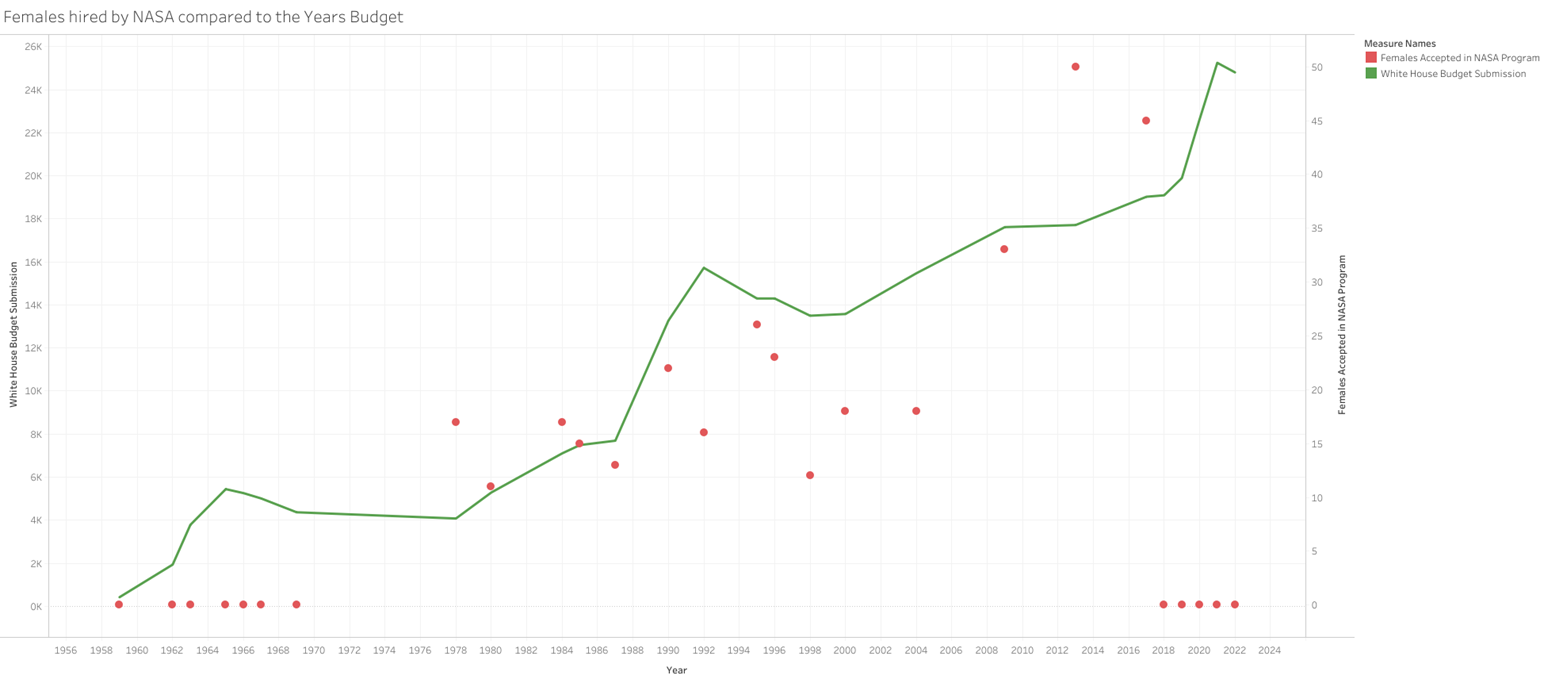 Females hired by NASA compared to the Years Budget
Measure Names
Females Accepted in NASA Program
White House Budget Submission
26K
24K
22K
20K
18K
16K
14K
12K
10K
8K
6K
4K
2K
0K
White House Budget Submission
50
45
40
35
30
25
20
15
10
5
0
Females Accepted in NASA Program
1956 1958 1960 1962 1964 1966 1968 1970 1972 1974 1976 1978 1980 1982 1984 1986 1988 1990 1992 1994 1996 1998 2000 2002 2004 2006 2008 2010 2012 2014 2016 2018 2020 2022 2024
Year